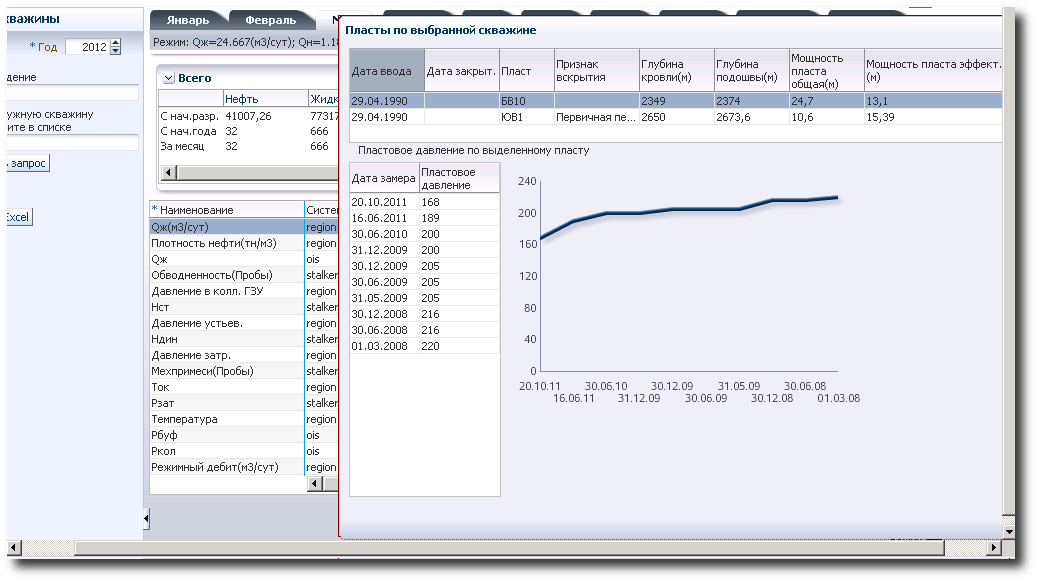 кважины
* Год 2012
дение
ужную скважину
ите в списке
запрос
Excel
Январь Февраль
Режим: Qж=24.667(м3/сут); Qн=1.18
Всего
Нефть Жидк
С нач.разр. 41007,26 77317
С нач.года 32 666
За месяц 32 666
* Наименование Систем
Qж(м3/сут) region
Плотность нефти(тн/м3) region
Qж ois
Обводненность(Пробы) stalker
Давление в колл. ГЗУ region
Нст stalker
Давление устьев. region
Ндин stalker
Давление затр. region
Мехпримеси(Пробы) stalker
Ток region
Рзат stalker
Температура region
Рбуф ois
Ркол ois
Режимный дебит(м3/сут) region
Пласты по выбранной скважине
Дата ввода Дата закрыт. Пласт Признак вскрытия Глубина кровли(м) Глубина подошвы(м) Мощность пласта общая(м) Мощность пласта эффект. (м)
29.04.1990 БВ10 2349 2374 24,7 13,1
29.04.1990 ЮВ1 Первичная пе... 2650 2673,6 10,6 15,39
Пластовое давление по выделенному пласту
Дата замера Пластовое давление
20.10.2011 168
16.06.2011 189
30.06.2010 200
31.12.2009 200
30.12.2009 205
30.06.2009 205
31.05.2009 205
30.12.2008 216
30.06.2008 216
01.03.2008 220
240
200
160
120
80
40
0
20.10.11 30.06.10 30.12.09 31.05.09 30.06.08
16.06.11 31.12.09 30.06.09 30.12.08 01.03.08